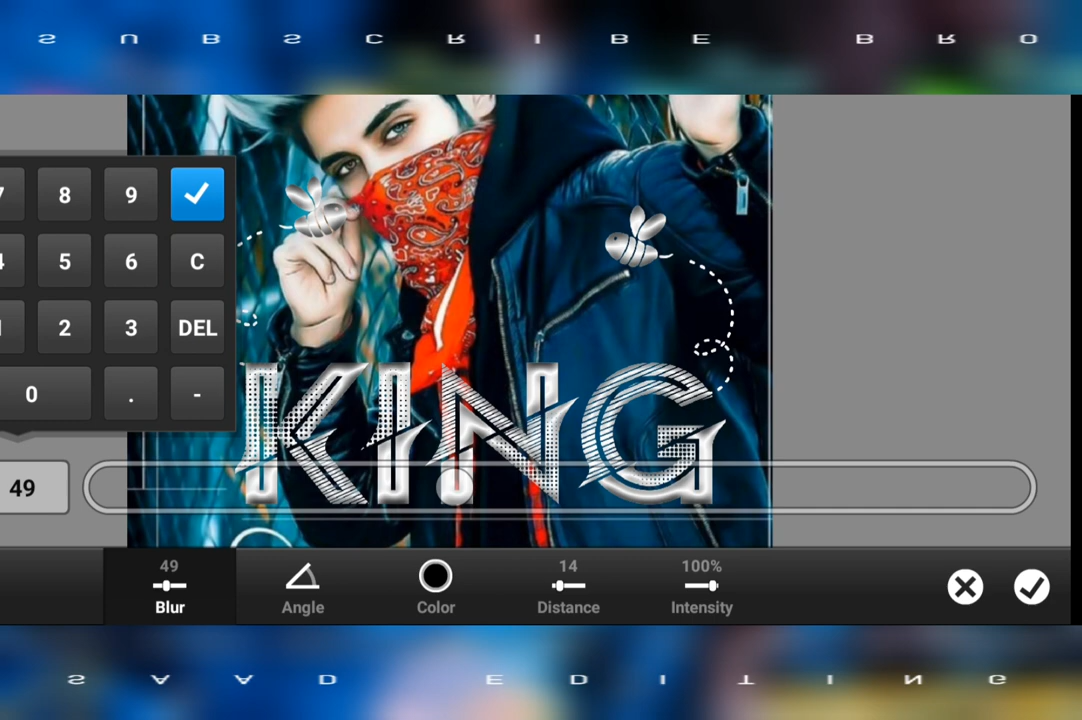 SUBSCRIBE BRO
7 8 9
4 5 6 C
1 2 3 DEL
0 . -
KING
49
49 14 100%
Blur Angle Color Distance Intensity
SAAD EDITING